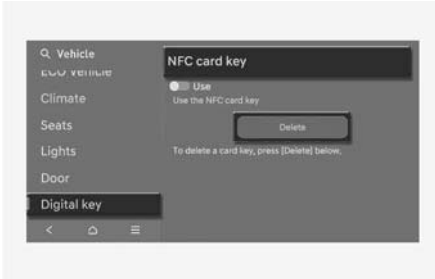 Vehicle
ECO Vehicle
Climate
Seats
Lights
Door
Digital key
NFC card key
Use
Use the NFC card key
Delete
To delete a card key, press [Delete] below.